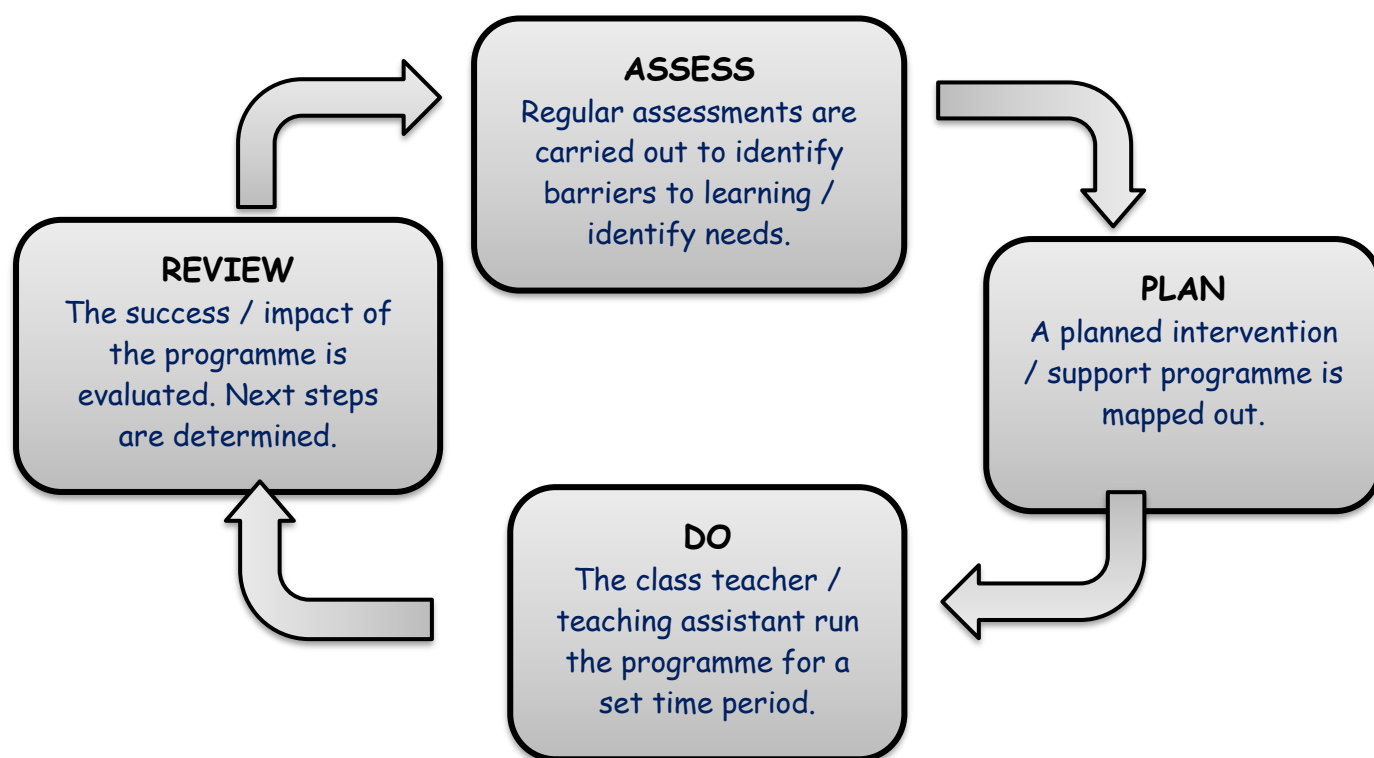 ASSESS
Regular assessments are
carried out to identify
barriers to learning /
identify needs.
REVIEW
The success / impact of
the programme is
evaluated. Next steps
are determined.
PLAN
A planned intervention
/ support programme is
mapped out.
DO
The class teacher /
teaching assistant run
the programme for a
set time period.